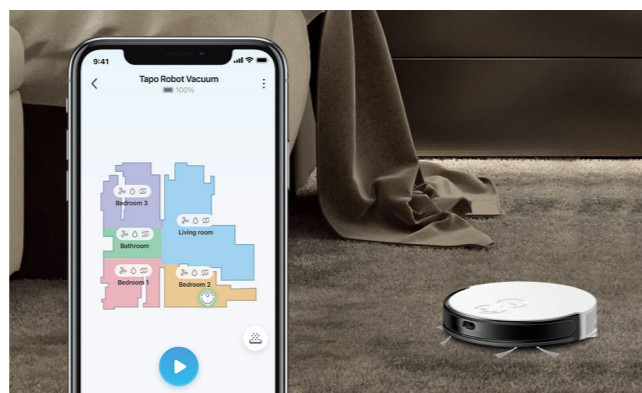 9:41
Tapo Robot Vacuum
100%
Bedroom 3
Living room
Bathroom
Bedroom 1
Bedroom 2